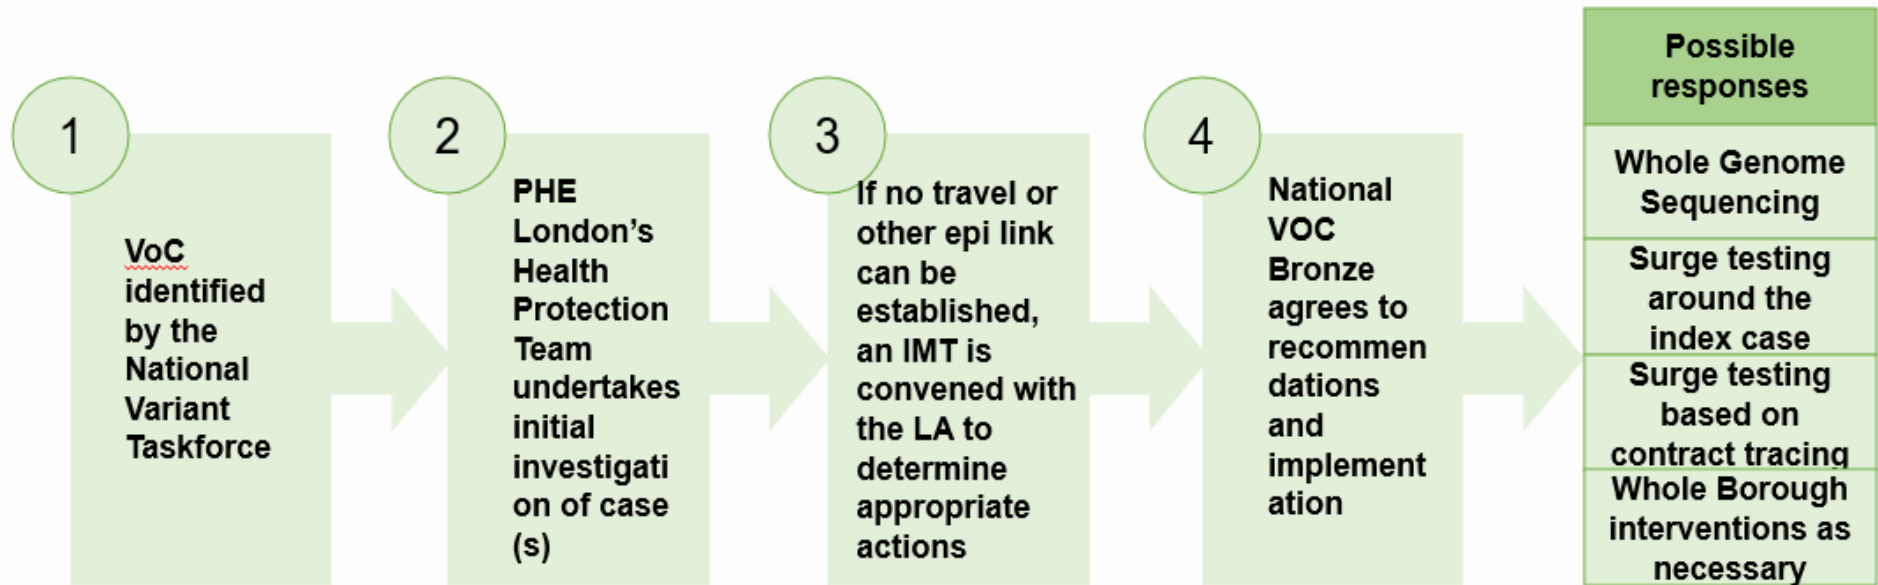 1
VoC
identified
by the
National
Variant
Taskforce
2
PHE
London's
Health
Protection
Team
undertakes
initial
investigati
on of case
(s)
3
If no travel or
other epi link
can be
established,
an IMT is
convened with
the LA to
determine
appropriate
actions
4
National
VOC
Bronze
agrees to
recommen
dations
and
implement
ation
Possible
responses
Whole Genome
Sequencing
Surge testing
around the
index case
Surge testing
based on
contract tracing
Whole Borough
interventions as
necessary